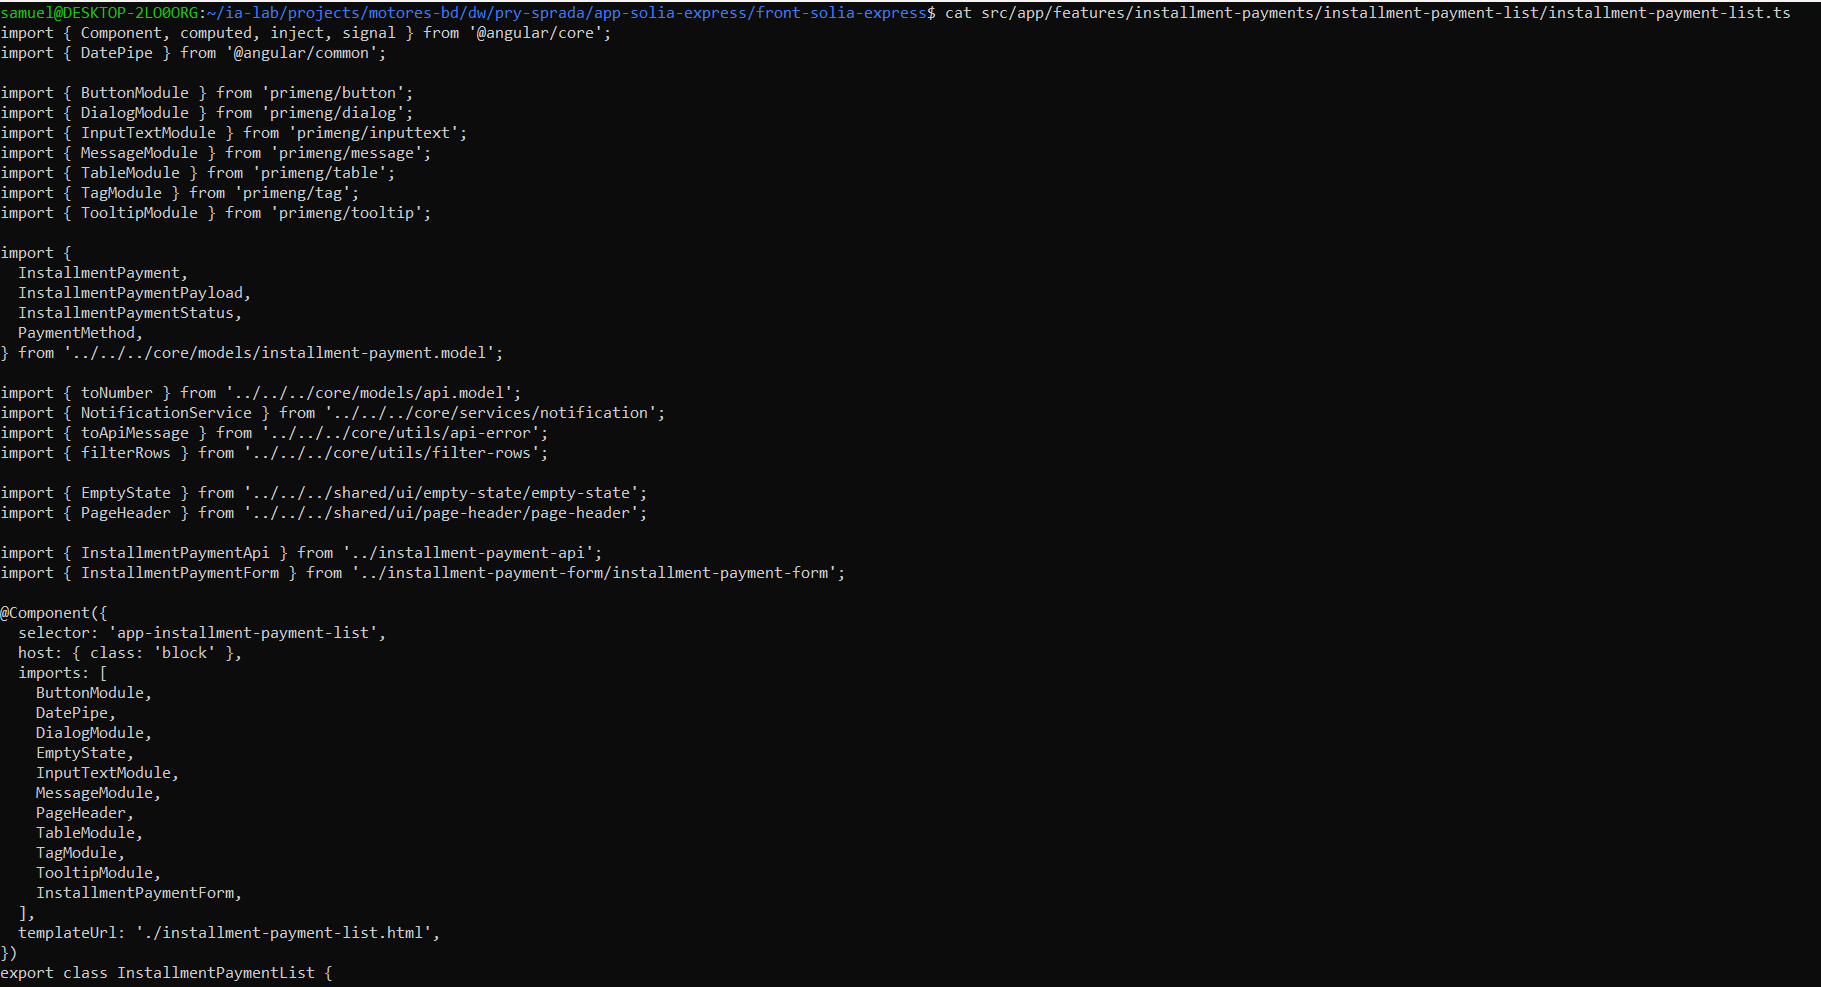 samuel@DESKTOP-2LO0ORG:~/ia-lab/projects/motores-bd/dw/pry-sprada/app-solia-express/front-solia-express$ cat src/app/features/installment-payments/installment-payment-list/installment-payment-list.ts
import { Component, computed, inject, signal } from '@angular/core';
import { DatePipe } from '@angular/common';

import { ButtonModule } from 'primeng/button';
import { DialogModule } from 'primeng/dialog';
import { InputTextModule } from 'primeng/inputtext';
import { MessageModule } from 'primeng/message';
import { TableModule } from 'primeng/table';
import { TagModule } from 'primeng/tag';
import { TooltipModule } from 'primeng/tooltip';

import {
  InstallmentPayment,
  InstallmentPaymentPayload,
  InstallmentPaymentStatus,
  PaymentMethod,
} from '../../../core/models/installment-payment.model';

import { toNumber } from '../../../core/models/api.model';
import { NotificationService } from '../../../core/services/notification';
import { toApiMessage } from '../../../core/utils/api-error';
import { filterRows } from '../../../core/utils/filter-rows';

import { EmptyState } from '../../../shared/ui/empty-state/empty-state';
import { PageHeader } from '../../../shared/ui/page-header/page-header';

import { InstallmentPaymentApi } from '../installment-payment-api';
import { InstallmentPaymentForm } from '../installment-payment-form/installment-payment-form';

@Component({
  selector: 'app-installment-payment-list',
  host: { class: 'block' },
  imports: [
    ButtonModule,
    DatePipe,
    DialogModule,
    EmptyState,
    InputTextModule,
    MessageModule,
    PageHeader,
    TableModule,
    TagModule,
    TooltipModule,
    InstallmentPaymentForm,
  ],
  templateUrl: './installment-payment-list.html',
})
export class InstallmentPaymentList {